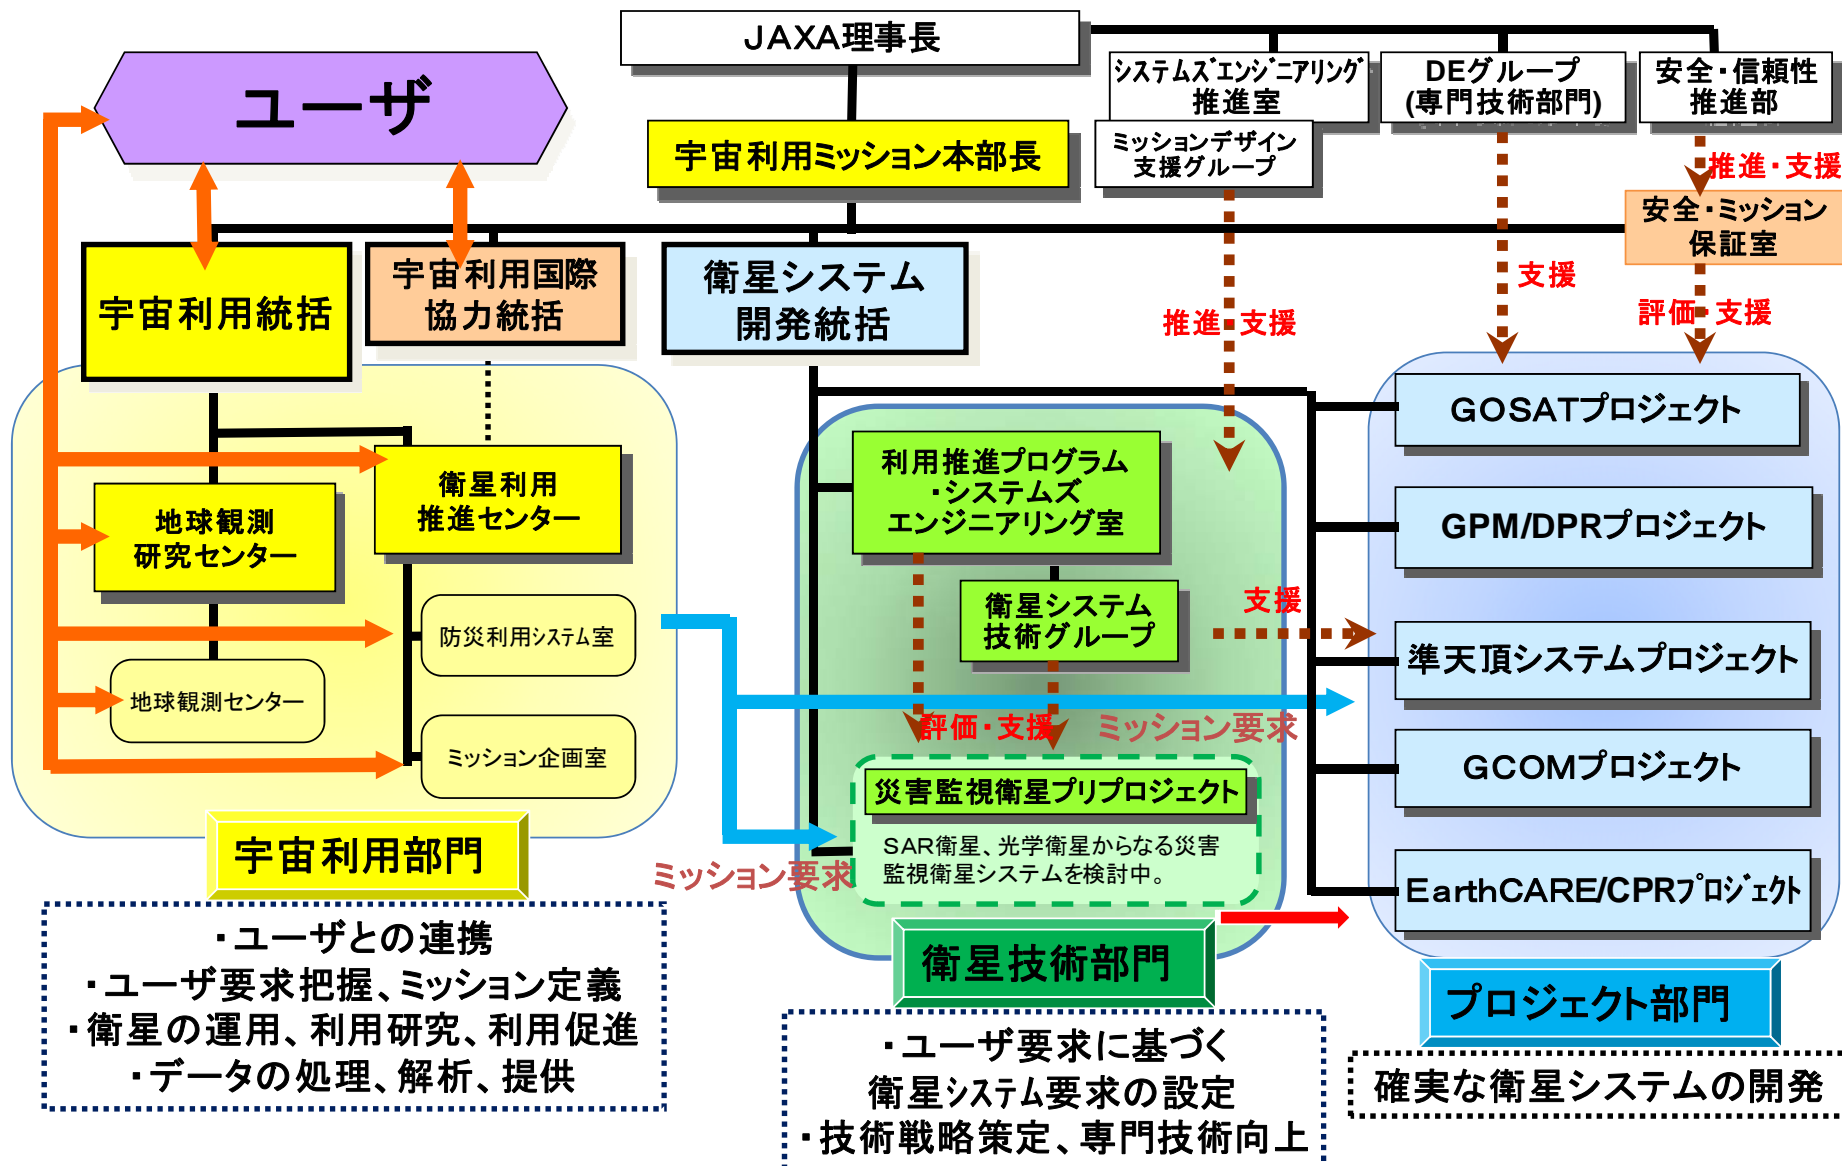 JAXA理事長
ユーザ
システムズエンジニアリング
推進室
DEグループ
(専門技術部門)
安全・信頼性
推進部
宇宙利用ミッション本部長
ミッションデザイン
支援グループ
推進・支援
安全・ミッション
保証室
宇宙利用統括
宇宙利用国際
協力統括
衛星システム
開発統括
支援
推進・支援
評価・支援
GOSATプロジェクト
利用推進プログラム
・システムズ
エンジニアリング室
衛星利用
推進センター
地球観測
研究センター
GPM/DPRプロジェクト
衛星システム
技術グループ
支援
防災利用システム室
準天頂システムプロジェクト
地球観測センター
評価・支援
ミッション要求
ミッション企画室
GCOMプロジェクト
災害監視衛星プリプロジェクト
SAR衛星、光学衛星からなる災害
監視衛星システムを検討中。
ミッション要求
EarthCARE/CPRプロジェクト
宇宙利用部門
・ユーザとの連携
・ユーザ要求把握、ミッション定義
・衛星の運用、利用研究、利用促進
・データの処理、解析、提供
衛星技術部門
・ユーザ要求に基づく
衛星システム要求の設定
・技術戦略策定、専門技術向上
プロジェクト部門
確実な衛星システムの開発